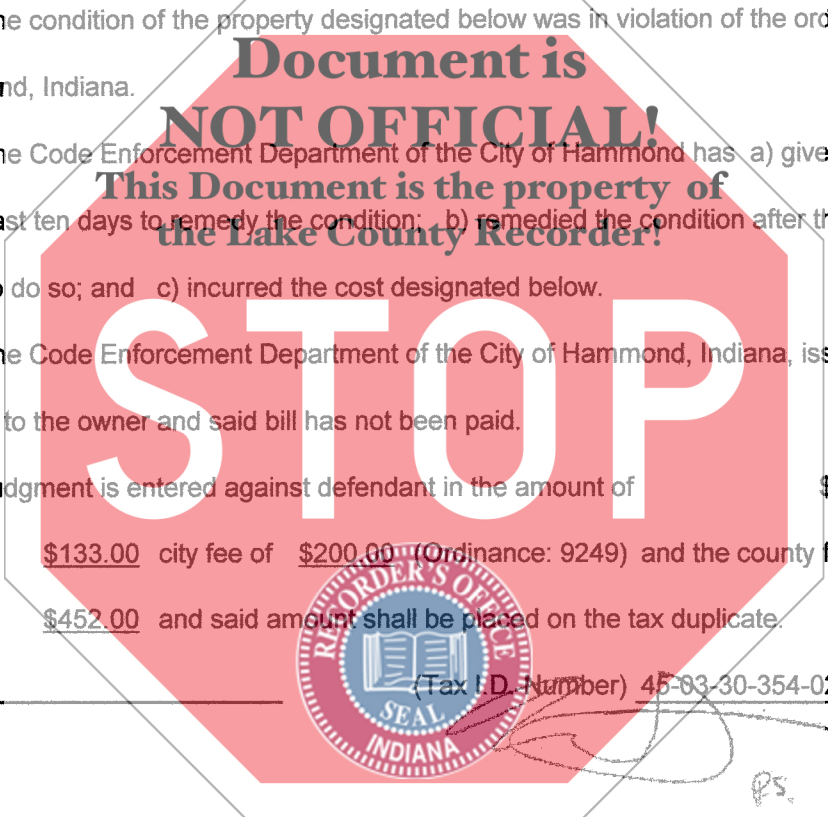 e condition of the property designated below was in violation of the ord
Document is
nd, Indiana.
NOT OFFICIAL!
e Code Enforcement Department of the City of Hammond has a) give
This Document is the property of
ast ten days to remedy the condition; b) remedied the condition after th
the Lake County Recorder!
do so; and c) incurred the cost designated below.
STOP
e Code Enforcement Department of the City of Hammond, Indiana, iss
to the owner and said bill has not been paid.
dgment is entered against defendant in the amount of $
$133.00 city fee of $200.00 (Ordinance: 9249) and the county f
$452.00 and said amount shall be placed on the tax duplicate.
RECORDER'S OFFICE
(Tax I.D. Number) 45-03-30-354-02
SEAL
INDIANA